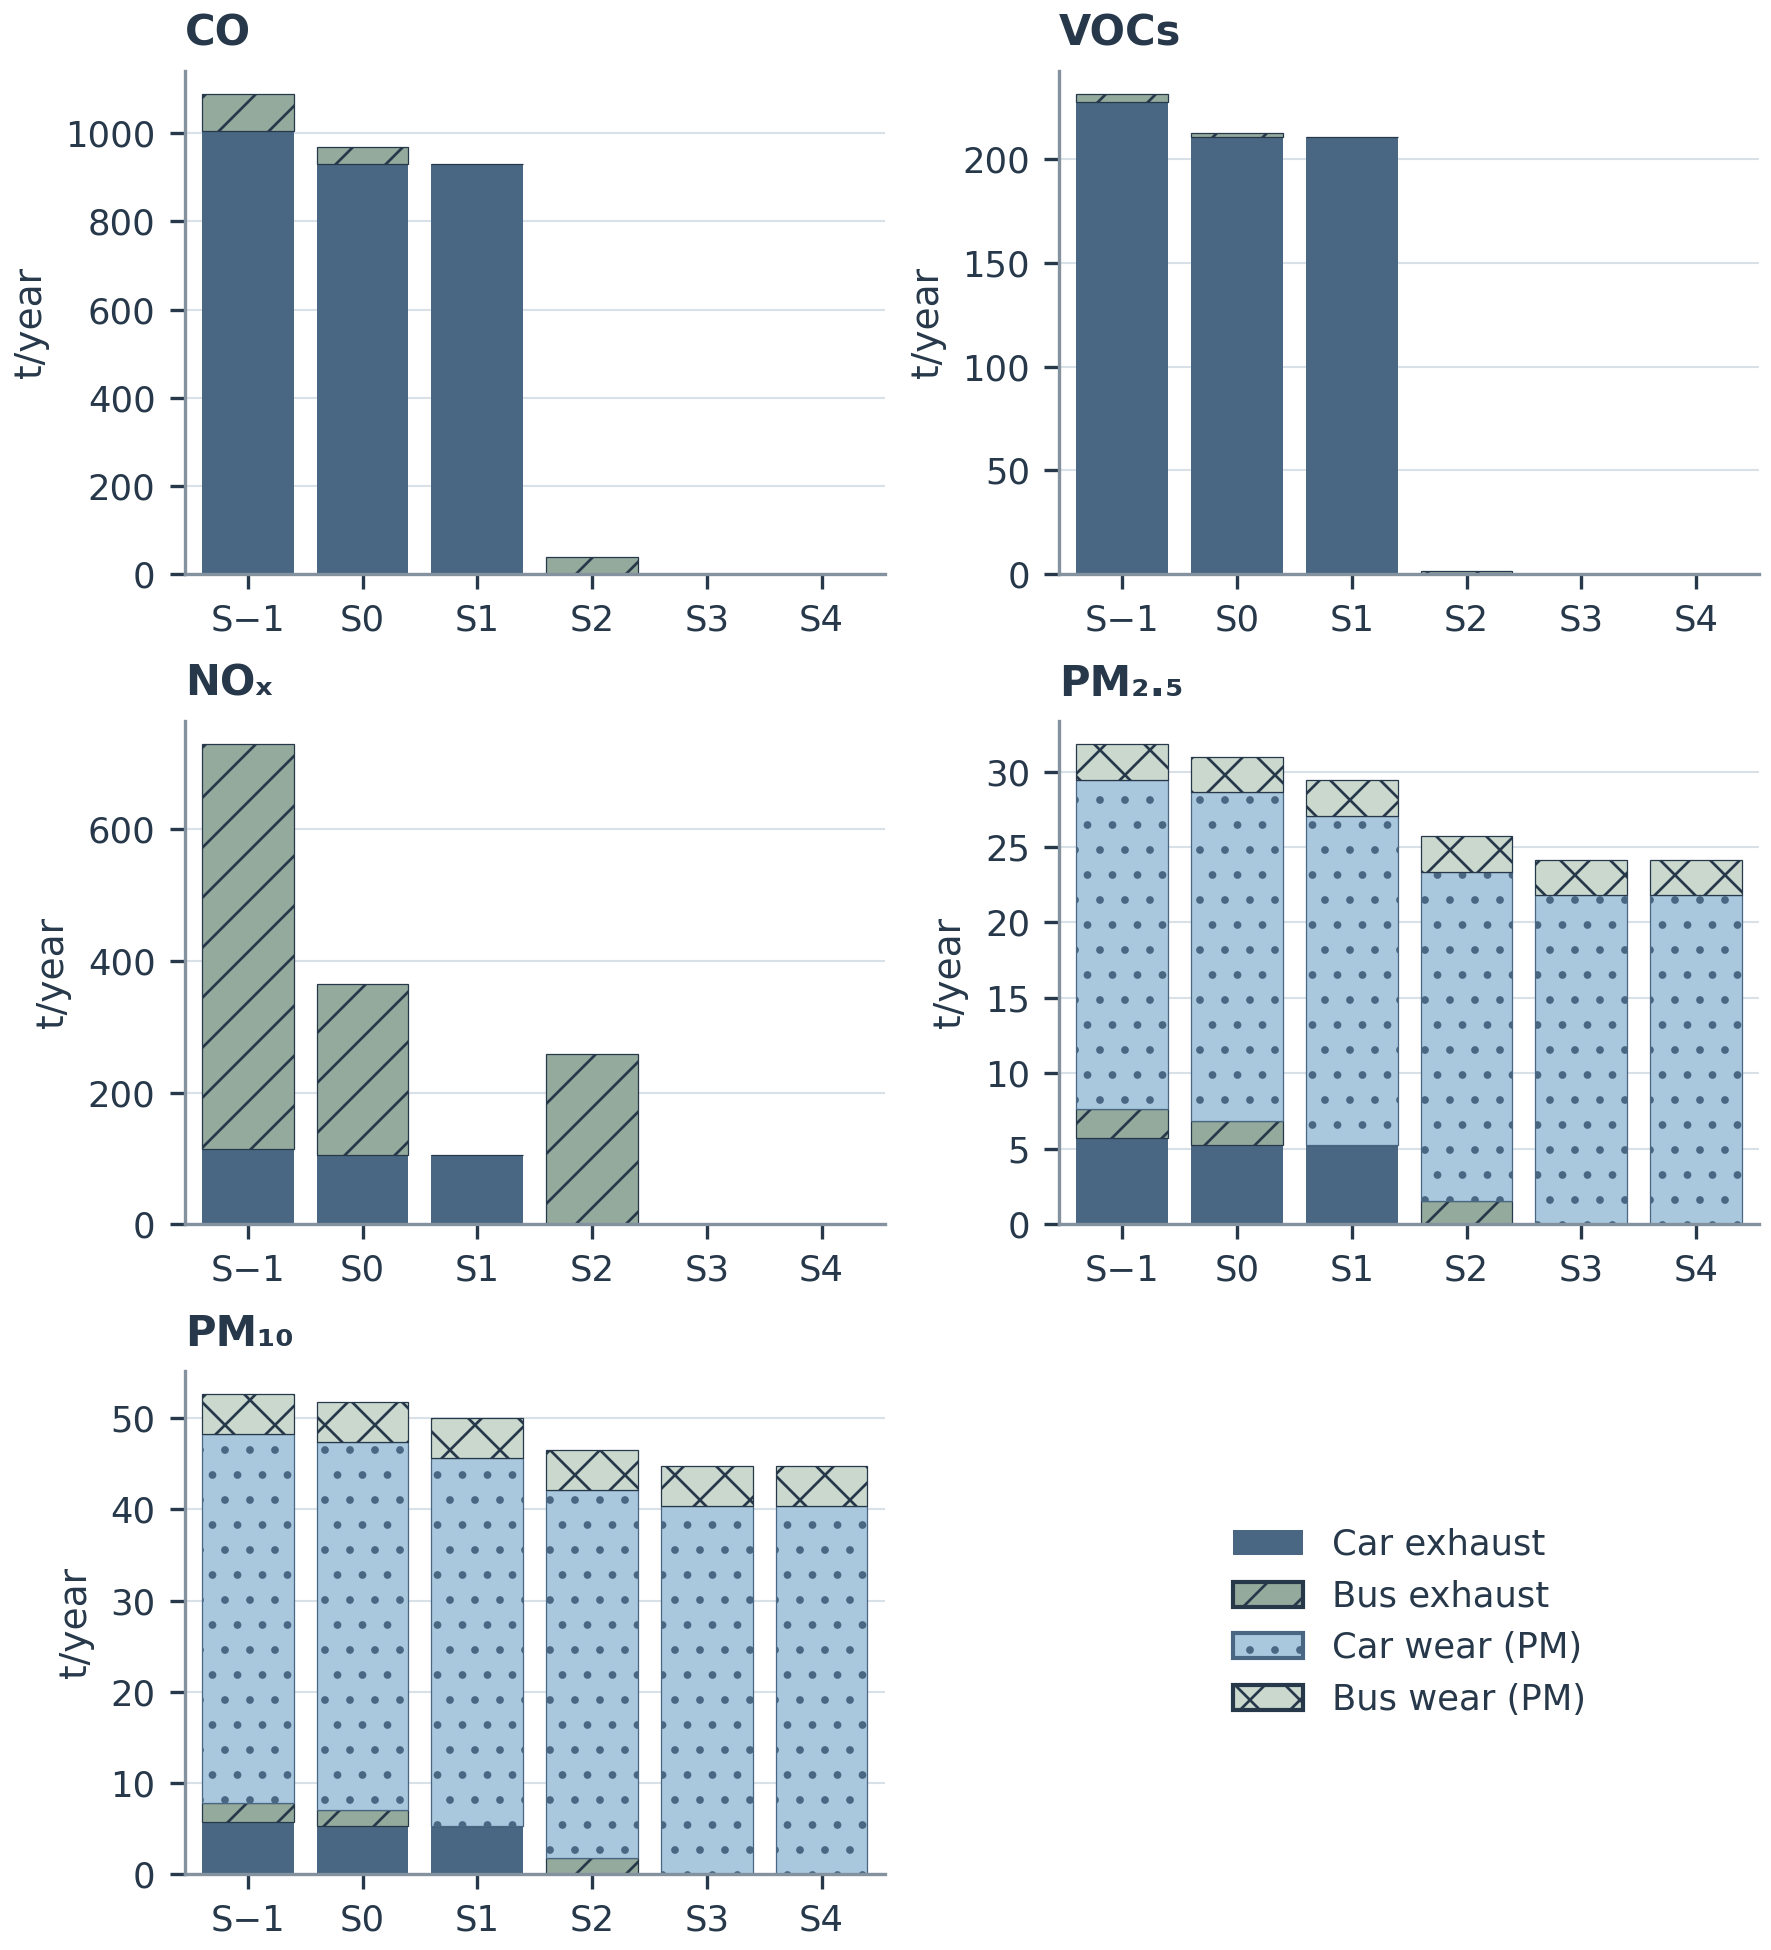 CO
t/year
1000
800
600
400
200
0
S−1 S0 S1 S2 S3 S4
VOCs
t/year
200
150
100
50
0
S−1 S0 S1 S2 S3 S4
NOₓ
t/year
600
400
200
0
S−1 S0 S1 S2 S3 S4
PM₂.₅
t/year
30
25
20
15
10
5
0
S−1 S0 S1 S2 S3 S4
PM₁₀
t/year
50
40
30
20
10
0
S−1 S0 S1 S2 S3 S4
Car exhaust
Bus exhaust
Car wear (PM)
Bus wear (PM)